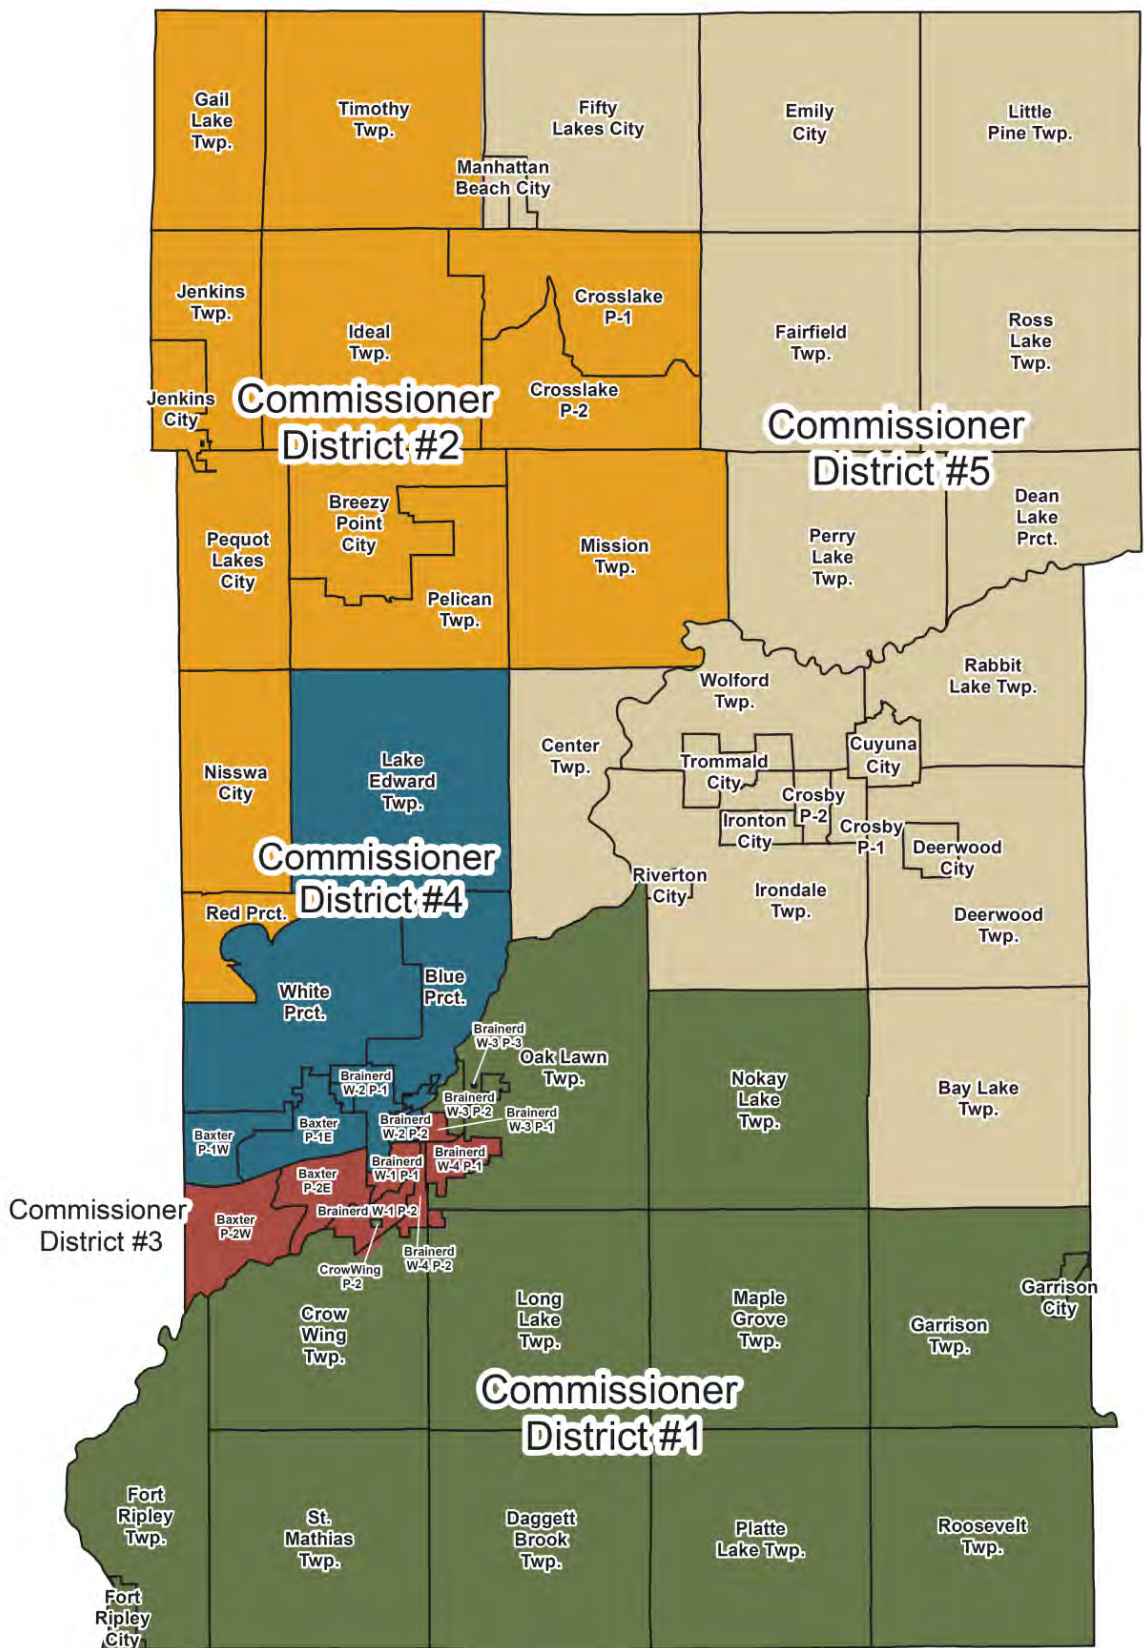 Gail
Lake
Twp.
Timothy
Twp.
Fifty
Lakes City
Emily
City
Little
Pine Twp.
Manhattan
Beach City
Jenkins
Twp.
Ideal
Twp.
Crosslake
P-1
Fairfield
Twp.
Ross
Lake
Twp.
Jenkins
City
Crosslake
P-2
Commissioner
District #2
Commissioner
District #5
Pequot
Lakes
City
Breezy
Point
City
Pelican
Twp.
Mission
Twp.
Perry
Lake
Twp.
Dean
Lake
Prct.
Wolford
Twp.
Rabbit
Lake Twp.
Nisswa
City
Lake
Edward
Twp.
Center
Twp.
Trommald
City
Cuyuna
City
Crosby
P-2
Ironton
City
Crosby
P-1
Deerwood
City
Commissioner
District #4
Riverton
City
Irondale
Twp.
Deerwood
Twp.
Red Prct.
White
Prct.
Blue
Prct.
Brainerd
W-3 P-3
Oak Lawn
Twp.
Nokay
Lake
Twp.
Bay Lake
Twp.
Brainerd
W-2 P-1
Brainerd
W-3 P-2
Brainerd
W-3 P-1
Baxter
P-1W
Baxter
P-1E
Brainerd
W-2 P-2
Brainerd
W-4 P-1
Brainerd
W-1 P-1
Baxter
P-2E
Brainerd W-1 P-2
Baxter
P-2W
Commissioner
District #3
CrowWing
P-2
Brainerd
W-4 P-2
Crow
Wing
Twp.
Long
Lake
Twp.
Maple
Grove
Twp.
Garrison
Twp.
Garrison
City
Commissioner
District #1
Fort
Ripley
Twp.
St.
Mathias
Twp.
Daggett
Brook
Twp.
Platte
Lake Twp.
Roosevelt
Twp.
Fort
Ripley
City